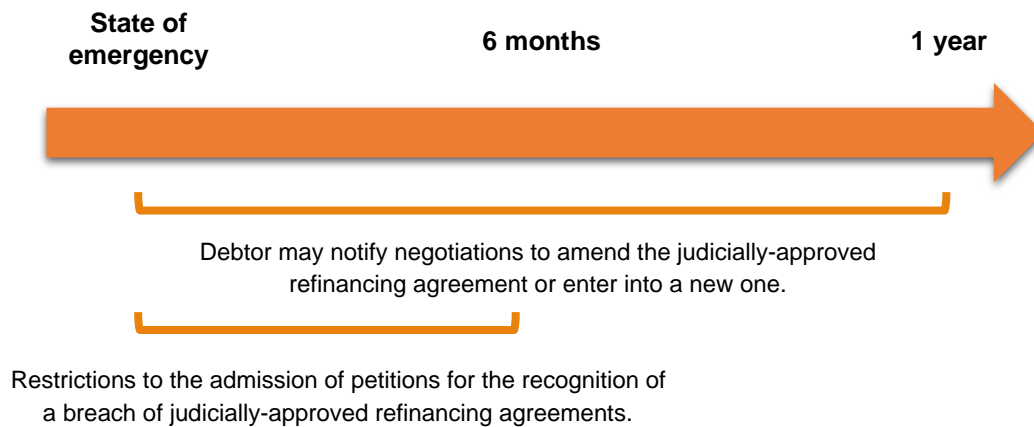 State of
emergency
6 months
1 year
Debtor may notify negotiations to amend the judicially-approved
refinancing agreement or enter into a new one.
Restrictions to the admission of petitions for the recognition of
a breach of judicially-approved refinancing agreements.